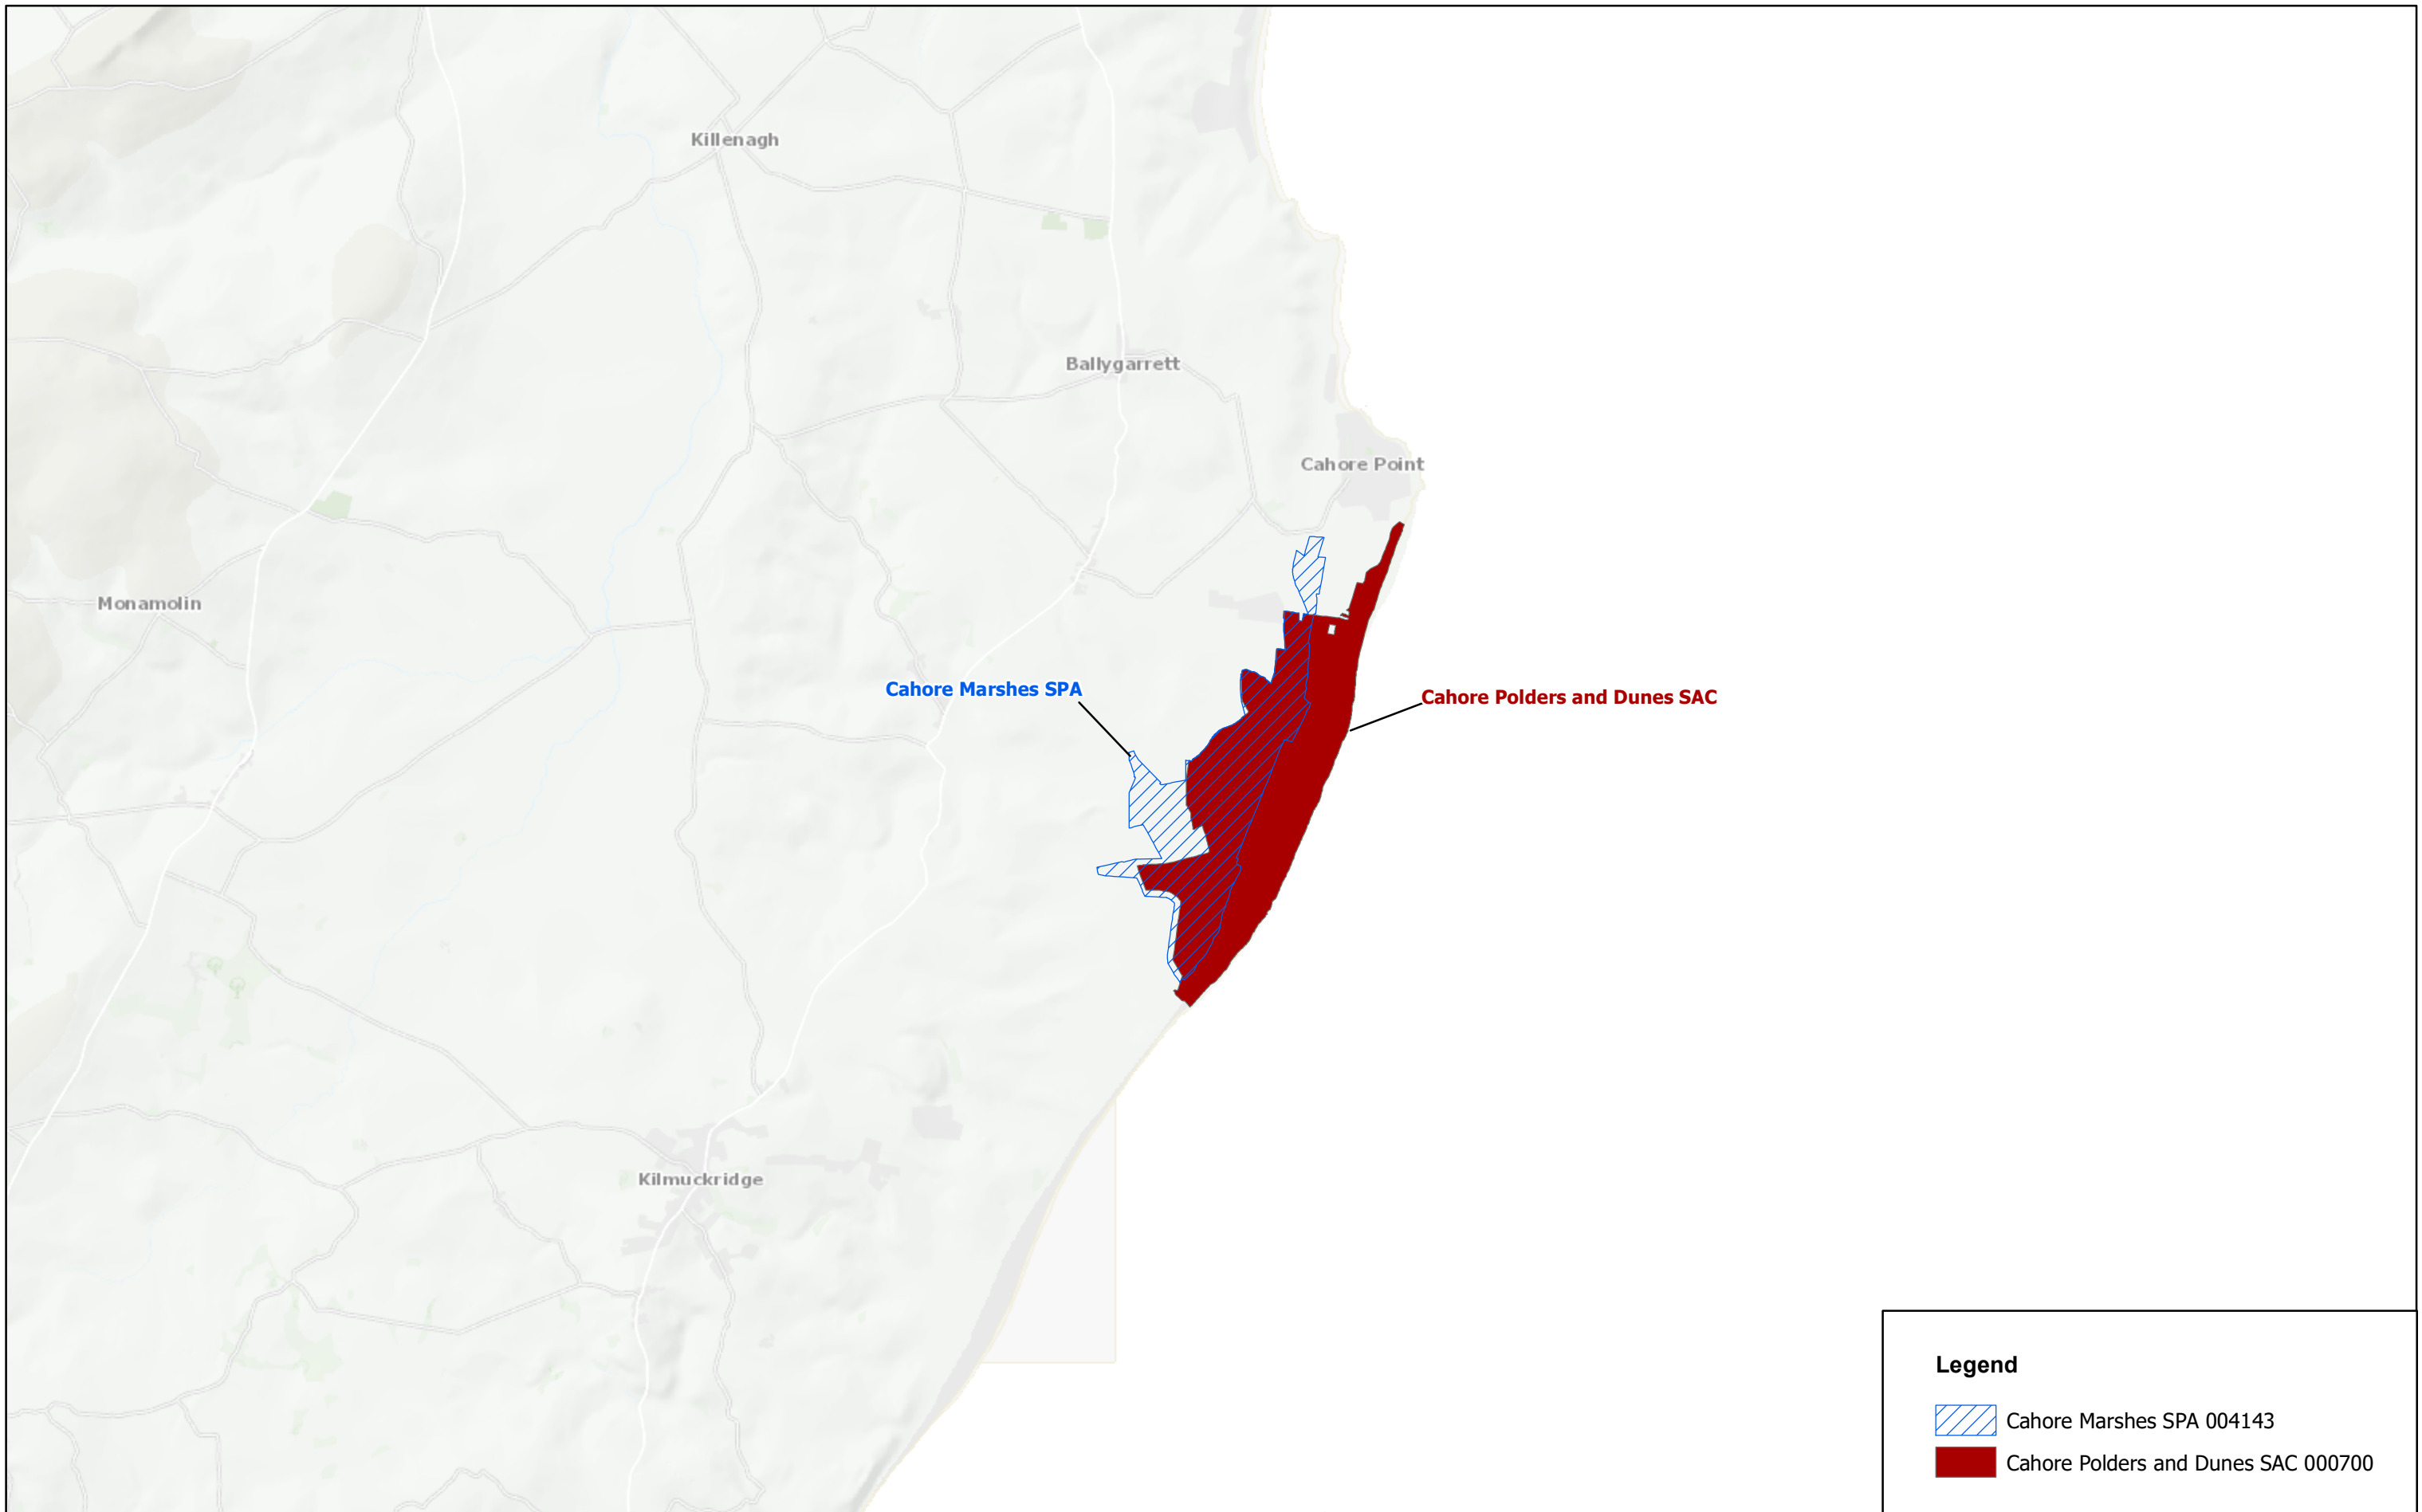 Killenagh
Ballygarrett
Cahore Point
Monamolin
Cahore Marshes SPA
Cahore Polders and Dunes SAC
Kilmuckridge
Legend
Cahore Marshes SPA 004143
Cahore Polders and Dunes SAC 000700